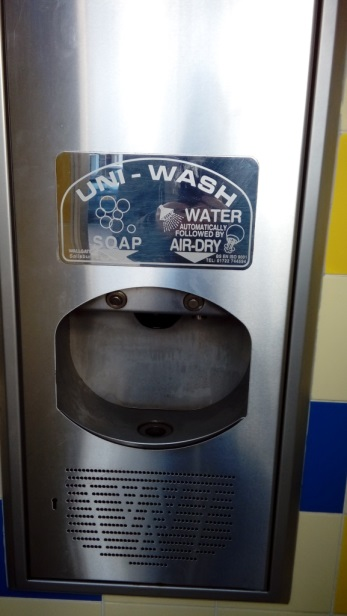 UNI - WASH
SOAP
WATER
AUTOMATICALLY
FOLLOWED BY
AIR-DRY